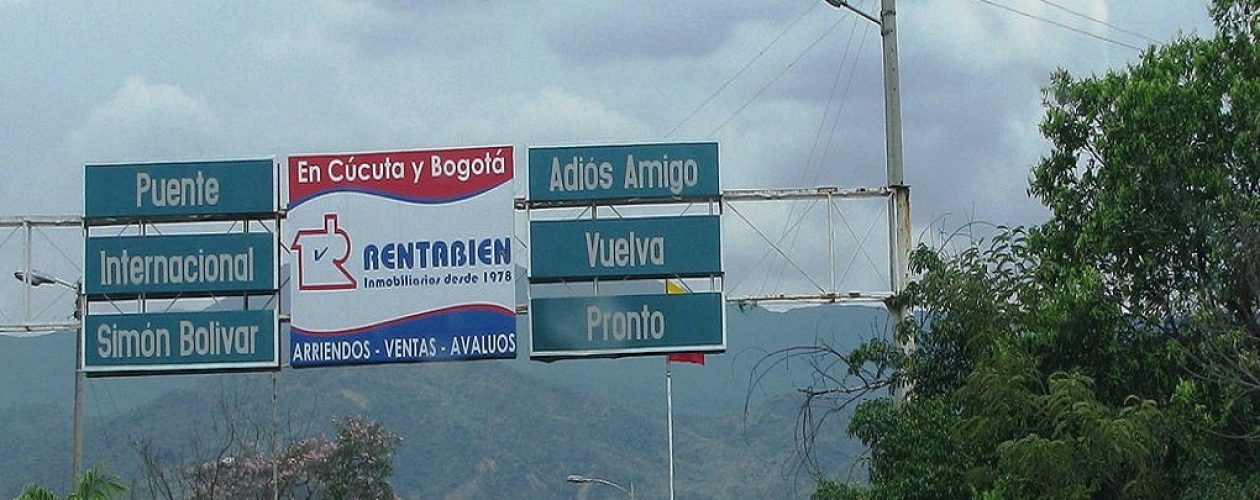 Puente
Internacional
Simón Bolivar
En Cúcuta y Bogotá
RENTABIEN
Inmobiliarios desde 1978
ARRIENDOS - VENTAS - AVALUOS
Adiós Amigo
Vuelva
Pronto